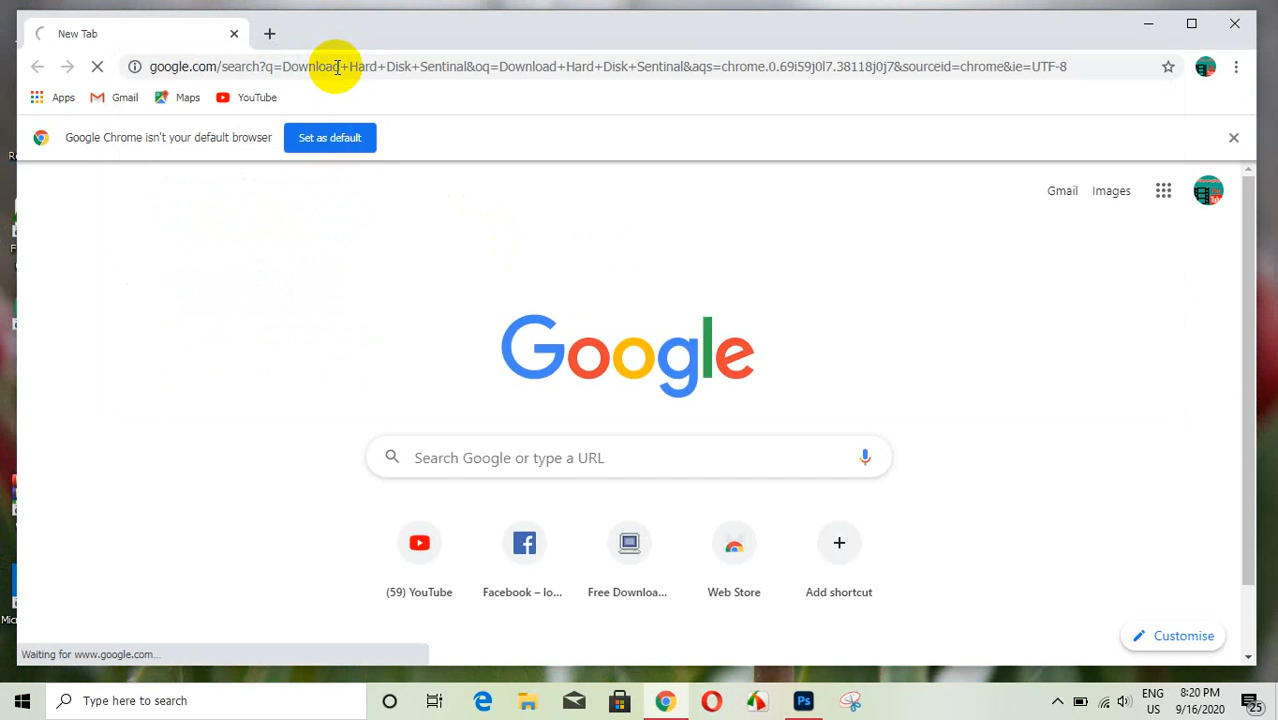 New Tab
google.com/search?q=Download+Hard+Disk+Sentinal&oq=Download+Hard+Disk+Sentinal&aqs=chrome.0.69i59j0l7.38118j0j7&sourceid=chrome&ie=UTF-8
Apps Gmail Maps YouTube
Google Chrome isn't your default browser Set as default
Gmail Images
Google
Search Google or type a URL
(59) YouTube Facebook – lo... Free Downloa... Web Store Add shortcut
Customise
Waiting for www.google.com...
Type here to search
Ps
ENG
US
8:20 PM
9/16/2020
25